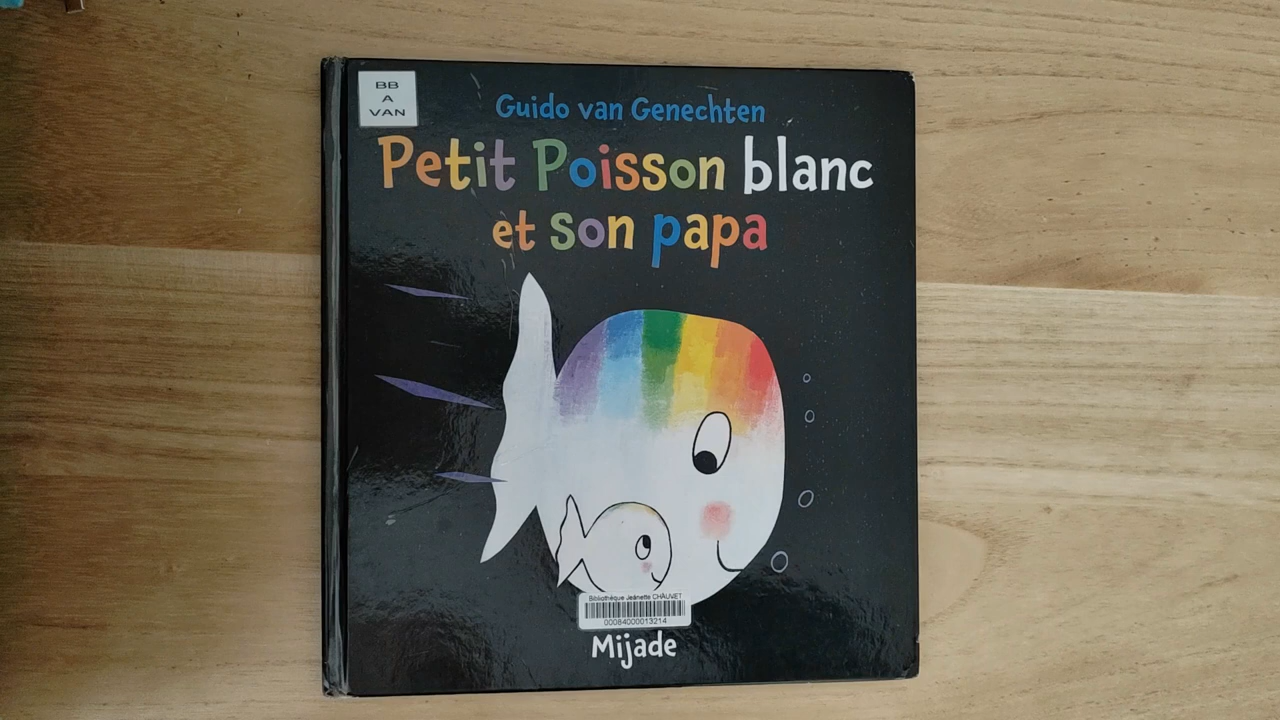 BB
A
VAN
Guido van Genechten
Petit Poisson blanc
et son papa
Bibliothèque Jeanette CHAUVET
00084000013214
Mijade